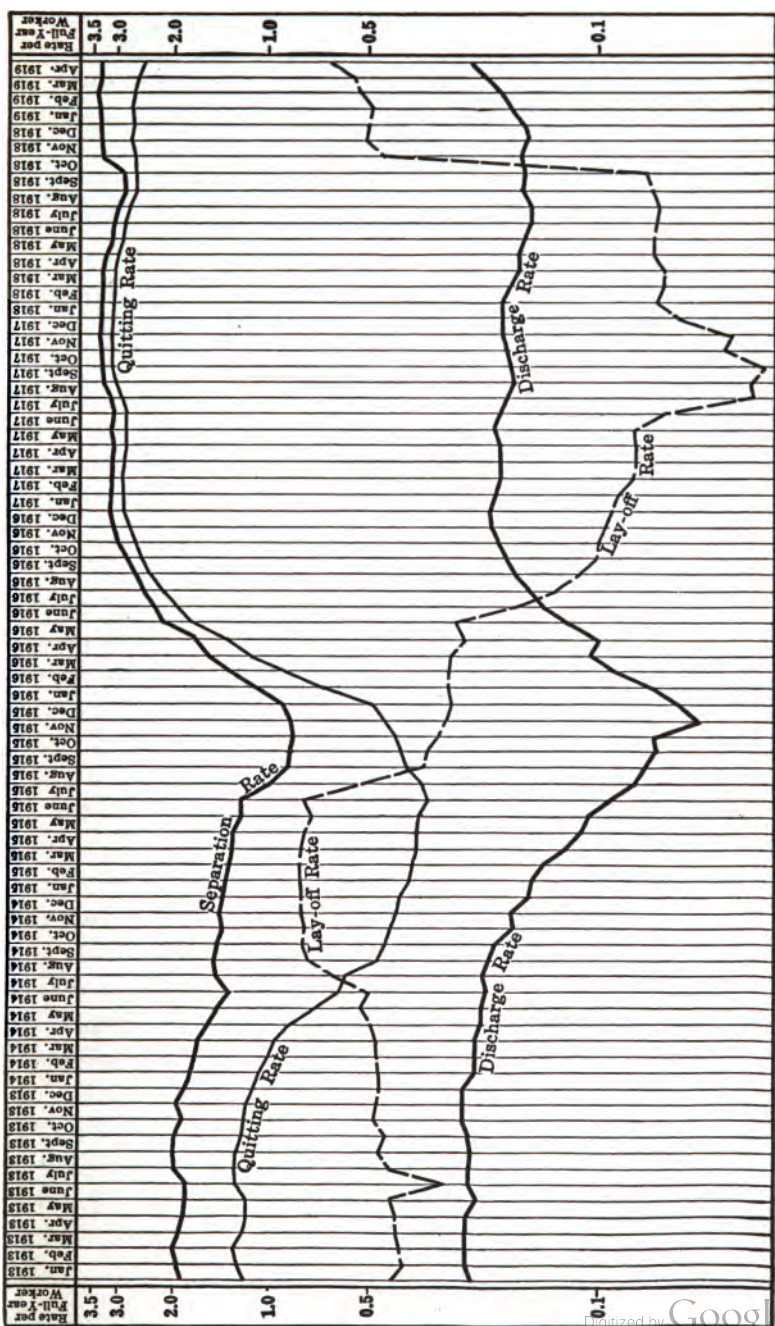 Rate per
Full-Year
Worker
3.5-
3.0-
2.0-
1.0-
0.5-
-0.1
Jan. 1913
Feb. 1913
Mar. 1913
Apr. 1913
May 1913
June 1913
July 1913
Aug. 1913
Sept. 1913
Oct. 1913
Nov. 1913
Dec. 1913
Jan. 1914
Feb. 1914
Mar. 1914
Apr. 1914
May 1914
June 1914
July 1914
Aug. 1914
Sept. 1914
Oct. 1914
Nov. 1914
Dec. 1914
Jan. 1915
Feb. 1915
Mar. 1915
Apr. 1915
May 1915
June 1915
July 1915
Aug. 1915
Sept. 1915
Oct. 1915
Nov. 1915
Dec. 1915
Jan. 1916
Feb. 1916
Mar. 1916
Apr. 1916
May 1916
June 1916
July 1916
Aug. 1916
Sept. 1916
Oct. 1916
Nov. 1916
Dec. 1916
Jan. 1917
Feb. 1917
Mar. 1917
Apr. 1917
May 1917
June 1917
July 1917
Aug. 1917
Sept. 1917
Oct. 1917
Nov. 1917
Dec. 1917
Jan. 1918
Feb. 1918
Mar. 1918
Apr. 1918
May 1918
June 1918
July 1918
Aug. 1918
Sept. 1918
Oct. 1918
Nov. 1918
Dec. 1918
Jan. 1919
Feb. 1919
Mar. 1919
Apr. 1919
Separation Rate
Quitting Rate
Quitting Rate
Lay-off Rate
Lay-off Rate
Discharge Rate
Discharge Rate
Rate per
Full-Year
Worker
-3.5
-3.0
-2.0
-1.0
-0.5
-0.1
Digitized by Googl